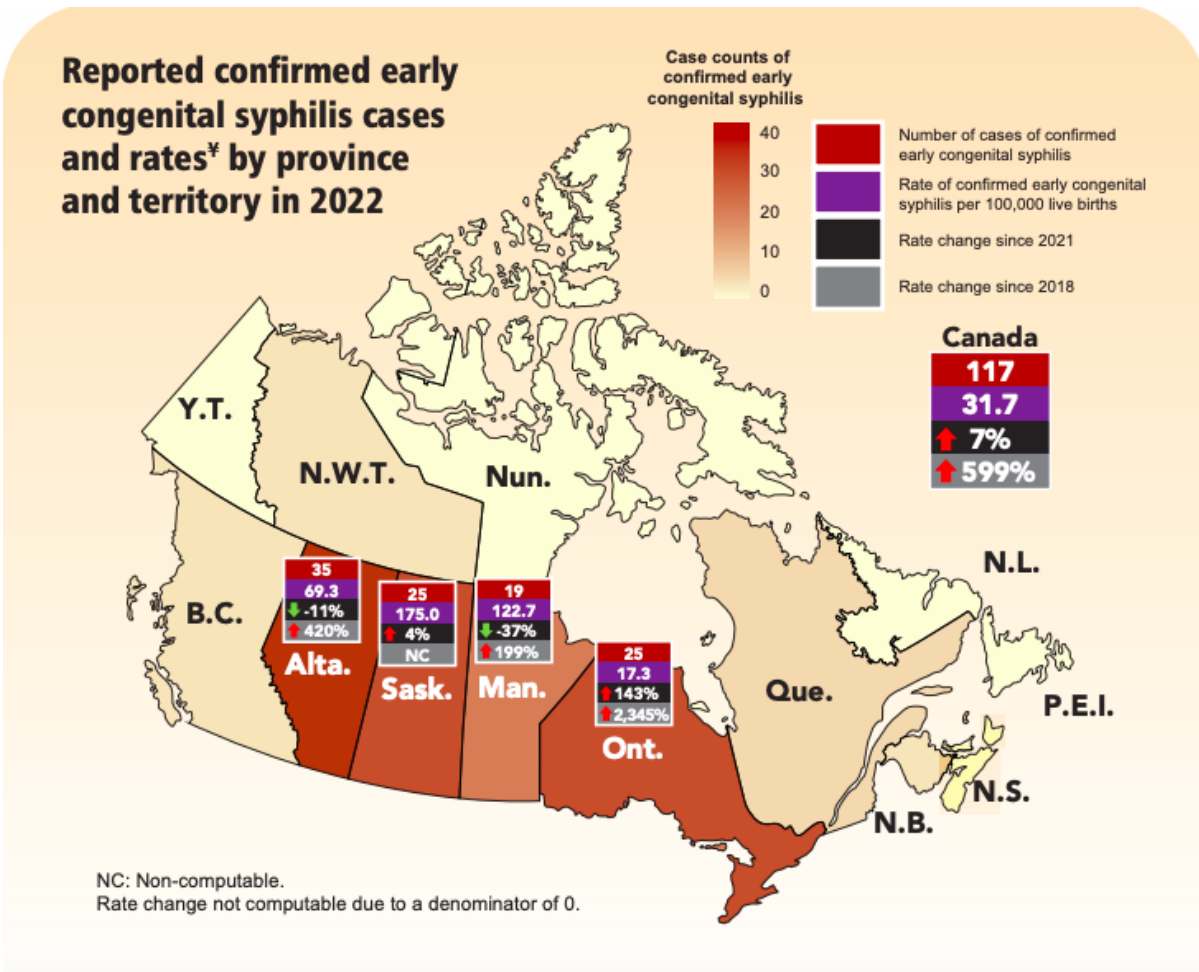 Reported confirmed early
congenital syphilis cases
and rates¥ by province
and territory in 2022
Case counts of
confirmed early
congenital syphilis
40
30
20
10
0
Number of cases of confirmed
early congenital syphilis
Rate of confirmed early congenital
syphilis per 100,000 live births
Rate change since 2021
Rate change since 2018
Canada
117
31.7
7%
599%
Y.T.
N.W.T.
Nun.
B.C.
35
69.3
-11%
420%
Alta.
25
175.0
4%
NC
Sask.
19
122.7
-37%
199%
Man.
25
17.3
143%
2,345%
Ont.
Que.
N.L.
P.E.I.
N.S.
N.B.
NC: Non-computable.
Rate change not computable due to a denominator of 0.